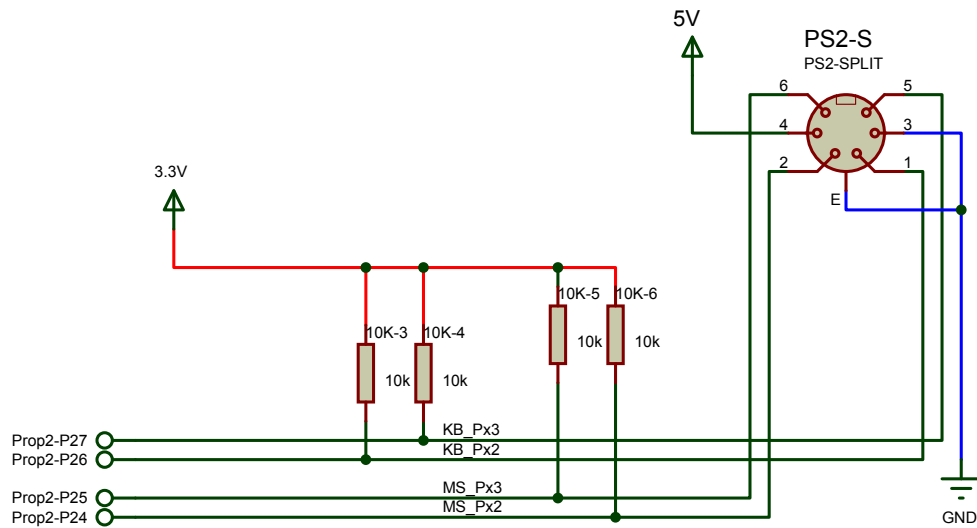 5V
PS2-S
PS2-SPLIT
6
5
4
3
2
1
E
3.3V
10K-5
10K-6
10K-3
10K-4
10k
10k
10k
10k
Prop2-P27
KB_Px3
Prop2-P26
KB_Px2
Prop2-P25
MS_Px3
Prop2-P24
MS_Px2
GND